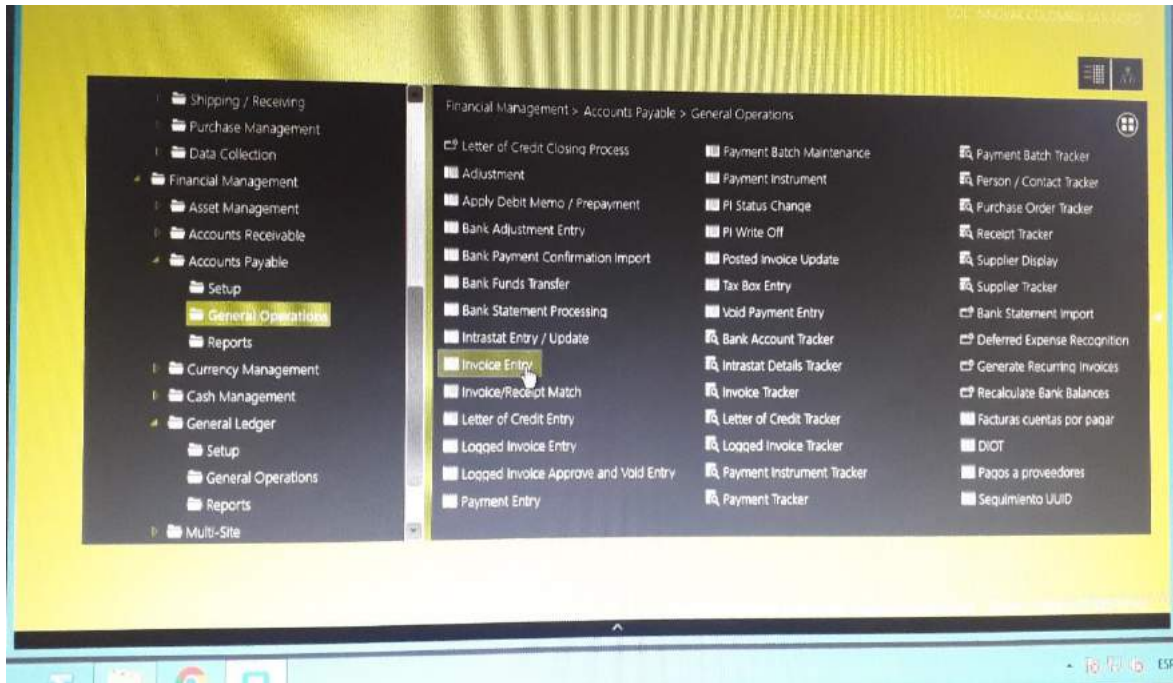 Shipping / Receiving
Purchase Management
Data Collection
Financial Management
Asset Management
Accounts Receivable
Accounts Payable
Setup
General Operations
Reports
Currency Management
Cash Management
General Ledger
Setup
General Operations
Reports
Multi-Site
Financial Management > Accounts Payable > General Operations
Letter of Credit Closing Process
Adjustment
Apply Debit Memo / Prepayment
Bank Adjustment Entry
Bank Payment Confirmation Import
Bank Funds Transfer
Bank Statement Processing
Intrastat Entry / Update
Invoice Entry
Invoice/Receipt Match
Letter of Credit Entry
Logged Invoice Entry
Logged Invoice Approve and Void Entry
Payment Entry
Payment Batch Maintenance
Payment Instrument
PI Status Change
PI Write Off
Posted Invoice Update
Tax Box Entry
Void Payment Entry
Bank Account Tracker
Intrastat Details Tracker
Invoice Tracker
Letter of Credit Tracker
Logged Invoice Tracker
Payment Instrument Tracker
Payment Tracker
Payment Batch Tracker
Person / Contact Tracker
Purchase Order Tracker
Receipt Tracker
Supplier Display
Supplier Tracker
Bank Statement Import
Deferred Expense Recognition
Generate Recurring Invoices
Recalculate Bank Balances
Facturas cuentas por pagar
DIOT
Pagos a proveedores
Seguimiento UUID